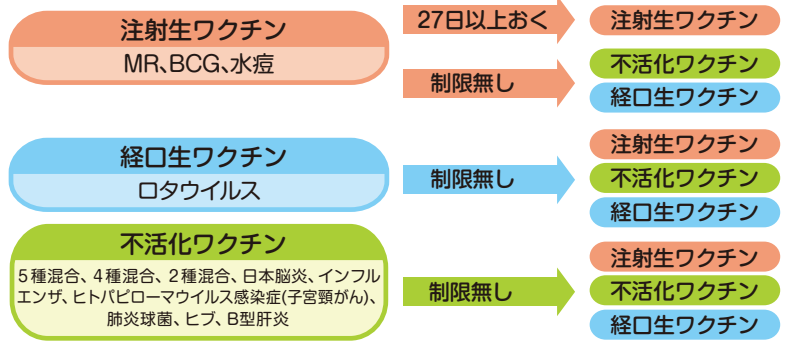 注射生ワクチン
MR、BCG、水痘
27日以上おく
注射生ワクチン
制限無し
不活化ワクチン
経口生ワクチン
経口生ワクチン
ロタウイルス
制限無し
注射生ワクチン
不活化ワクチン
経口生ワクチン
不活化ワクチン
5種混合、4種混合、2種混合、日本脳炎、インフル
エンザ、ヒトパピローマウイルス感染症(子宮頸がん)、
肺炎球菌、ヒブ、B型肝炎
制限無し
注射生ワクチン
不活化ワクチン
経口生ワクチン